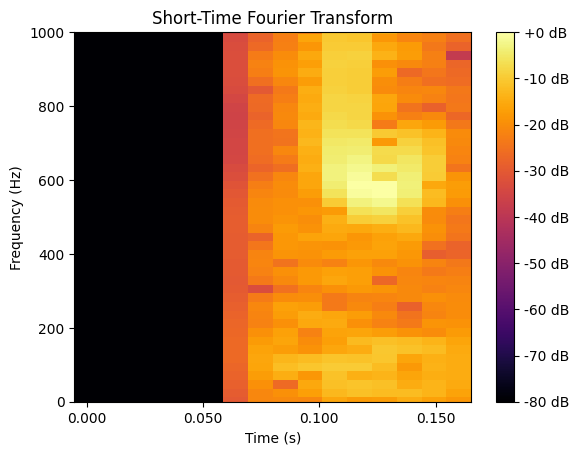 Short-Time Fourier Transform
1000
800
600
400
200
0
Frequency (Hz)
0.000
0.050
0.100
0.150
Time (s)
+0 dB
-10 dB
-20 dB
-30 dB
-40 dB
-50 dB
-60 dB
-70 dB
-80 dB